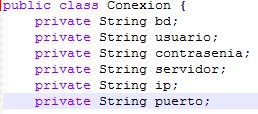 public class Conexion {
    private String bd;
    private String usuario;
    private String contrasenia;
    private String servidor;
    private String ip;
    private String puerto;